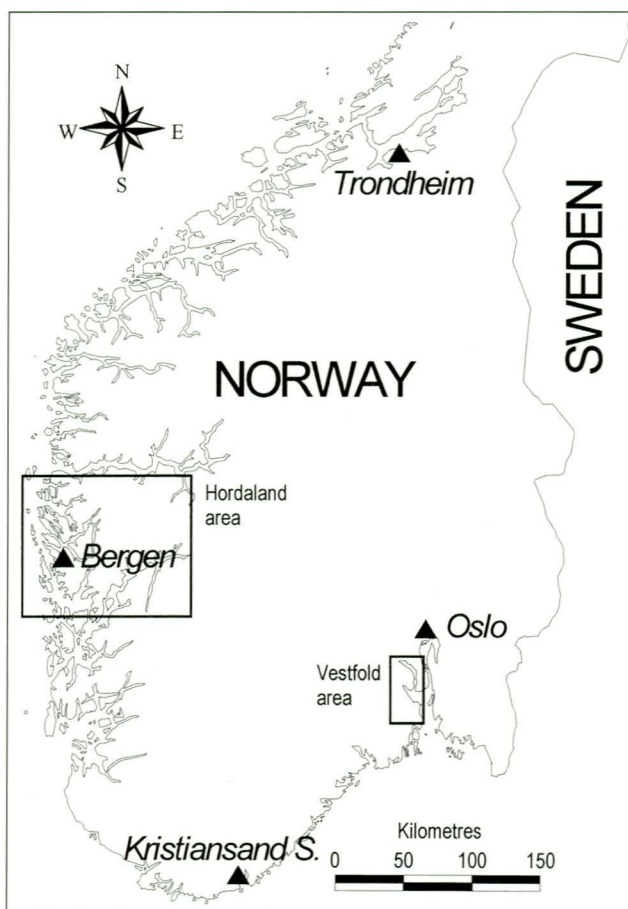 N
W E
S
Trondheim
SWEDEN
NORWAY
Hordaland
area
Bergen
Oslo
Vestfold
area
Kilometres
Kristiansand S.
0 50 100 150